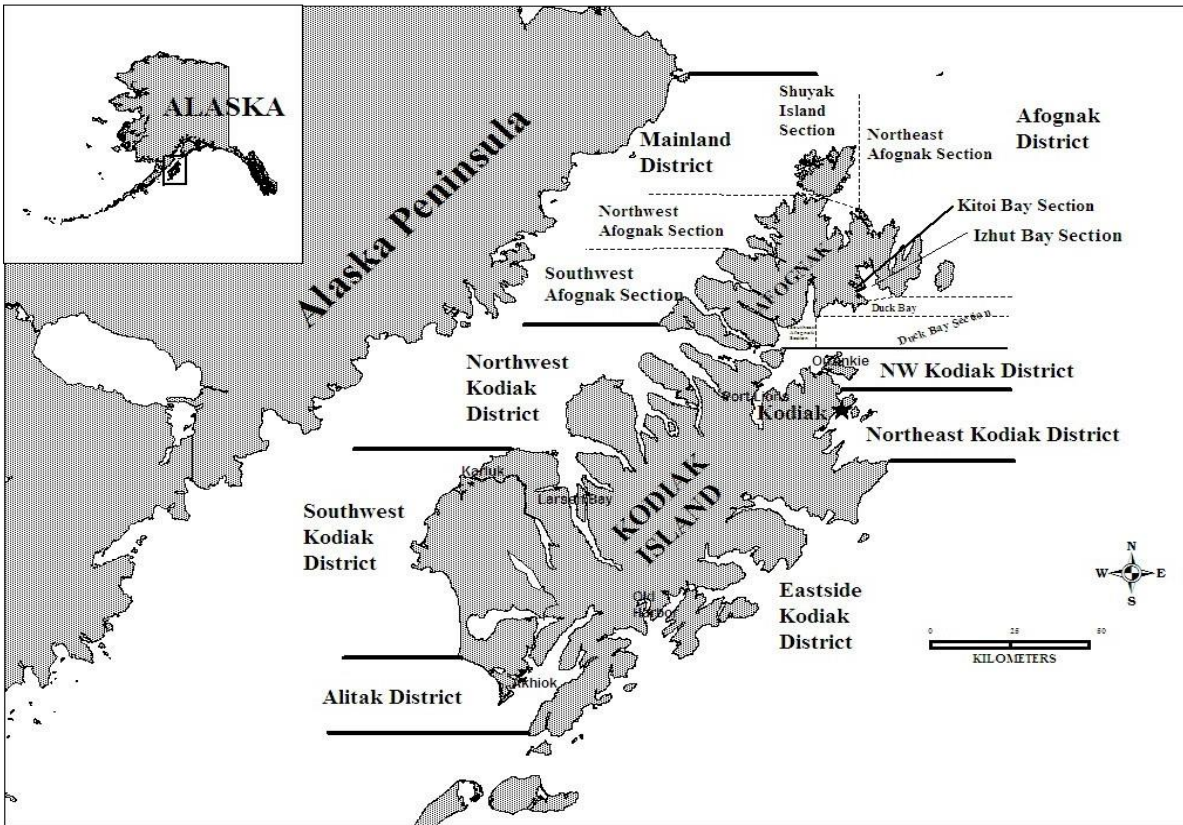 ALASKA
Alaska Peninsula
Shuyak
Island
Section
Mainland
District
Northeast
Afognak Section
Afognak
District
Kitoi Bay Section
Izhut Bay Section
Northwest
Afognak Section
Southwest
Afognak Section
AFOGNAK
Duck Bay
Duck Bay Section
Southeast
Afognak
Section
Ouzinkie
NW Kodiak District
Northwest
Kodiak
District
Port Lions
Kodiak
Northeast Kodiak District
Karluk
Larsen Bay
KODIAK
ISLAND
Southwest
Kodiak
District
Old
Harbor
Eastside
Kodiak
District
N
W E
S
0 25 50
KILOMETERS
Akhiok
Alitak District